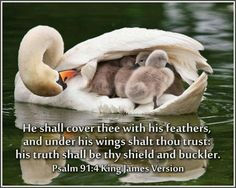 He shall cover thee with his feathers,
and under his wings shalt thou trust:
his truth shall be thy shield and buckler.
Psalm 91:4 King James Version